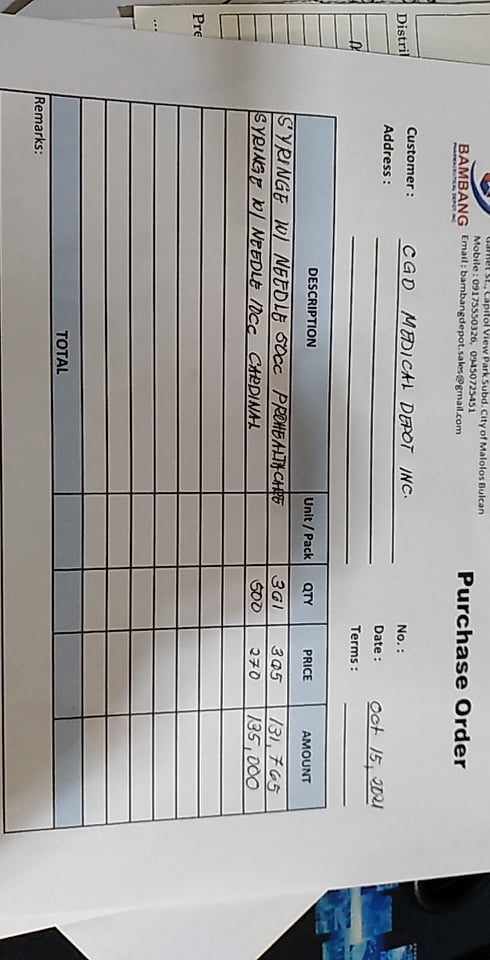 Distri
Pre
BAMBANG
PHARMACEUTICAL DEPOT INC.
Garnet St., Capitol View Park Subd. City of Malolos Bulcan
Mobile : 09175550326, 09450725451
Email : bambangdepot.sales@gmail.com
Purchase Order
Customer : CGD MEDICAL DEPOT INC. No. :
Address : Date : Oct 15, 2021
Terms :
DESCRIPTION Unit / Pack QTY PRICE AMOUNT
SYRINGE W/ NEEDLE 50cc PROHEALTHCARE 361 365 131,765
SYRINGE W/ NEEDLE 10cc CARDINAL 500 270 135,000
TOTAL
Remarks: